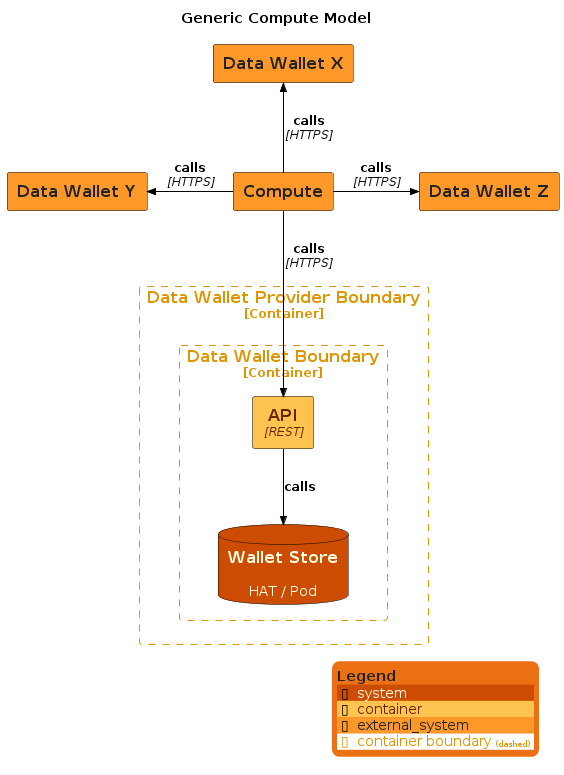 Generic Compute Model
Data Wallet X
calls
[HTTPS]
Data Wallet Y
calls
[HTTPS]
Compute
calls
[HTTPS]
Data Wallet Z
calls
[HTTPS]
Data Wallet Provider Boundary
[Container]
Data Wallet Boundary
[Container]
API
[REST]
calls
Wallet Store
HAT / Pod
Legend
system
container
external_system
container boundary (dashed)